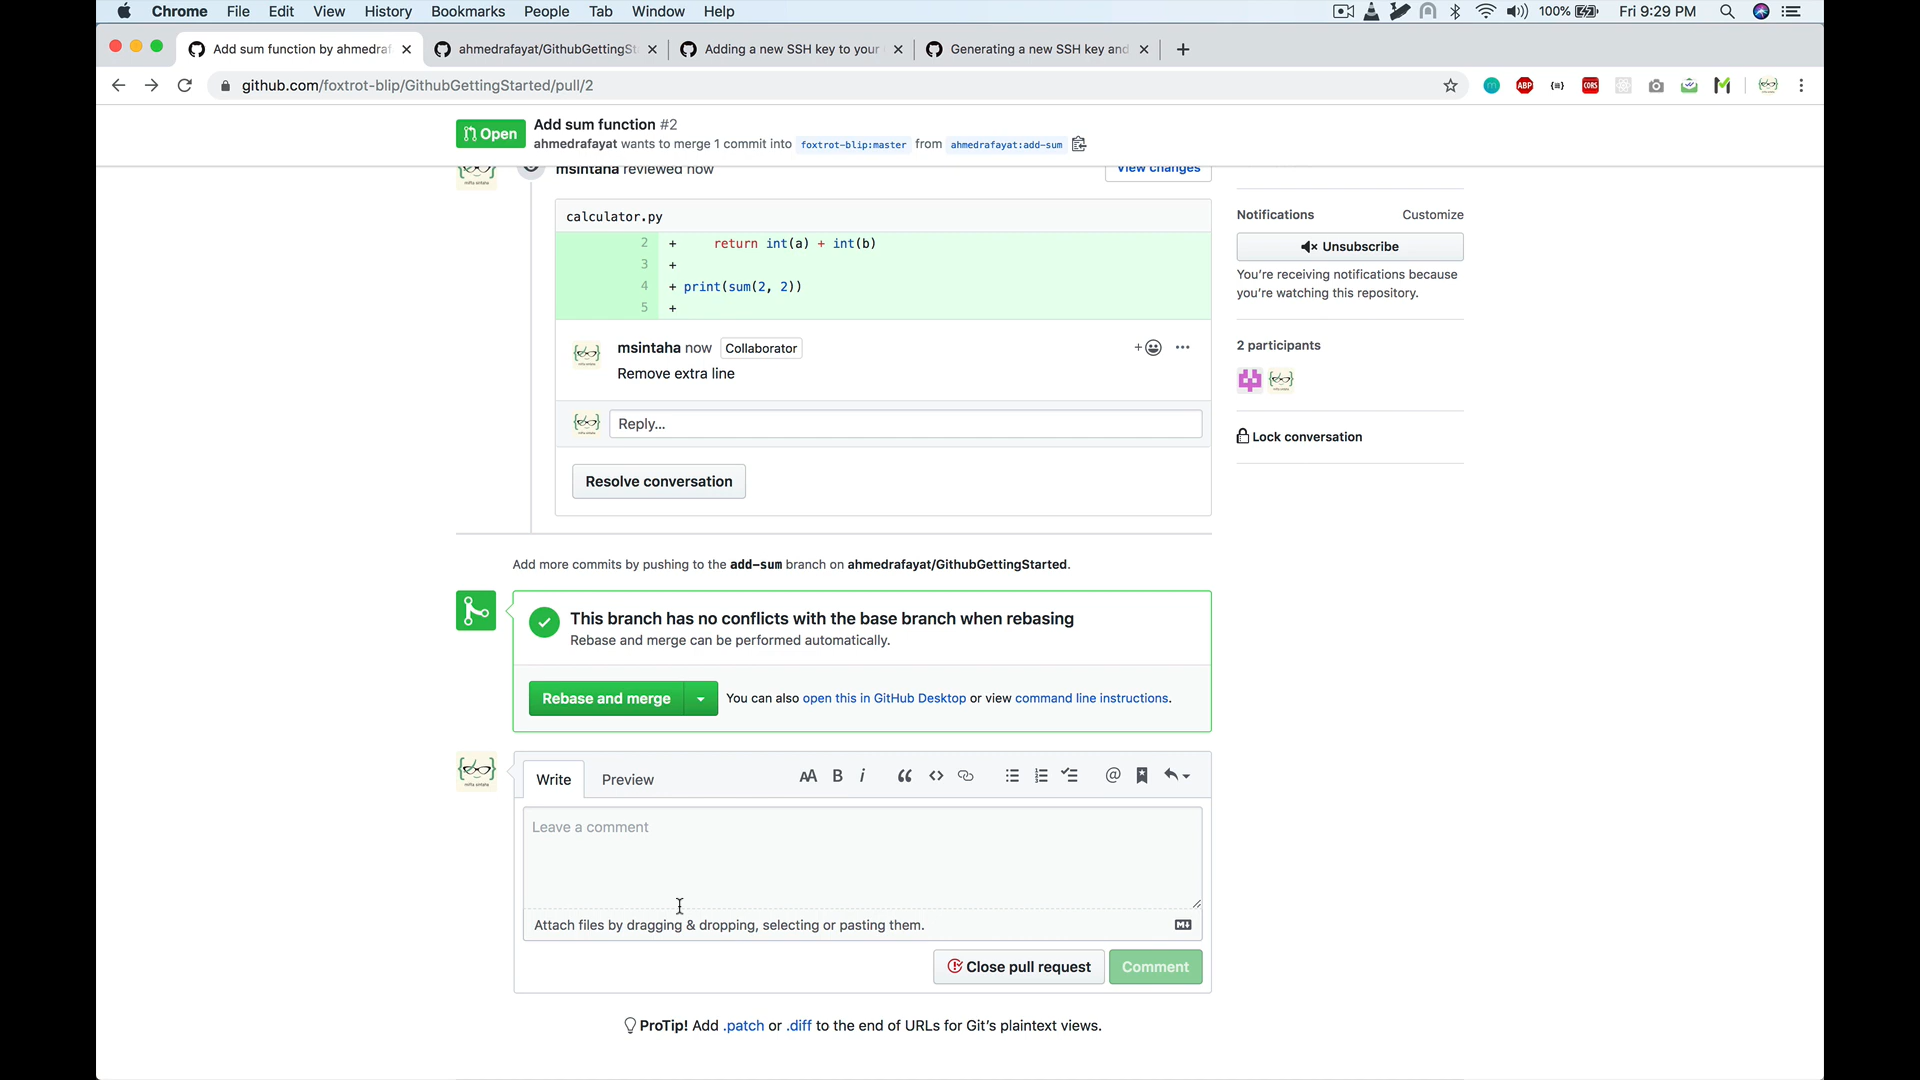 Chrome File Edit View History Bookmarks People Tab Window Help
100% Fri 9:29 PM
Add sum function by ahmedrafa
ahmedrafayat/GithubGettingSt
Adding a new SSH key to your
Generating a new SSH key and
github.com/foxtrot-blip/GithubGettingStarted/pull/2
ABP
CORS
Open
Add sum function #2
ahmedrafayat wants to merge 1 commit into foxtrot-blip:master from ahmedrafayat:add-sum
msintaha reviewed now
View changes
calculator.py
2 + return int(a) + int(b)
3 +
4 + print(sum(2, 2))
5 +
msintaha now Collaborator
Remove extra line
Reply...
Resolve conversation
Notifications
Customize
Unsubscribe
You're receiving notifications because
you're watching this repository.
2 participants
Lock conversation
Add more commits by pushing to the add-sum branch on ahmedrafayat/GithubGettingStarted.
This branch has no conflicts with the base branch when rebasing
Rebase and merge can be performed automatically.
Rebase and merge
You can also open this in GitHub Desktop or view command line instructions.
Write
Preview
Leave a comment
Attach files by dragging & dropping, selecting or pasting them.
Close pull request
Comment
ProTip! Add .patch or .diff to the end of URLs for Git's plaintext views.